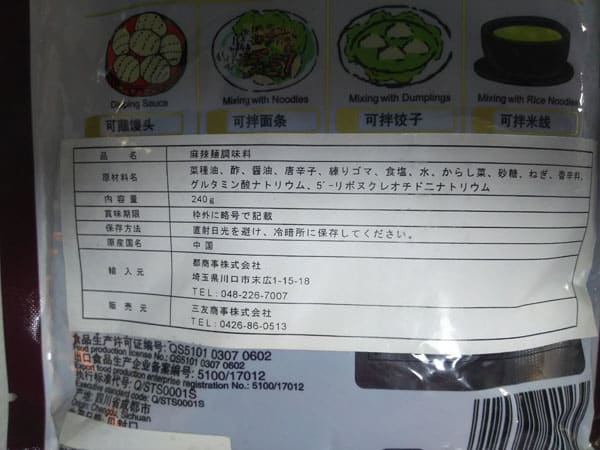 Dipping Sauce
Mixing with Noodles
Mixing with Dumplings
Mixing with Rice Noodles
可蘸馒头
可拌面条
可拌饺子
可拌米线
品名 麻辣麺調味料
原材料名 菜種油、酢、醤油、唐辛子、練りゴマ、食塩、水、からし菜、砂糖、ねぎ、香辛料、
グルタミン酸ナトリウム、5'-リボヌクレオチドニナトリウム
内容量 240g
賞味期限 枠外に略号で記載
保存方法 直射日光を避け、冷暗所に保存してください。
原産国名 中国
輸入元 都商事株式会社
埼玉県川口市末広1-15-18
TEL:048-226-7007
販売元 三友商事株式会社
TEL:0426-86-0513
食品生产许可证编号: QS5101 0307 0602
Food production license No.: QS5101 0307 0602
出口食品生产企业备案编号: 5100/17012
Export food production enterprise registration No.: 5100/17012
执行标准代号: Q/STS0001S
Executive standard code: Q/STS0001S
产地: 四川省成都市
Origin: Chengdu, Sichuan